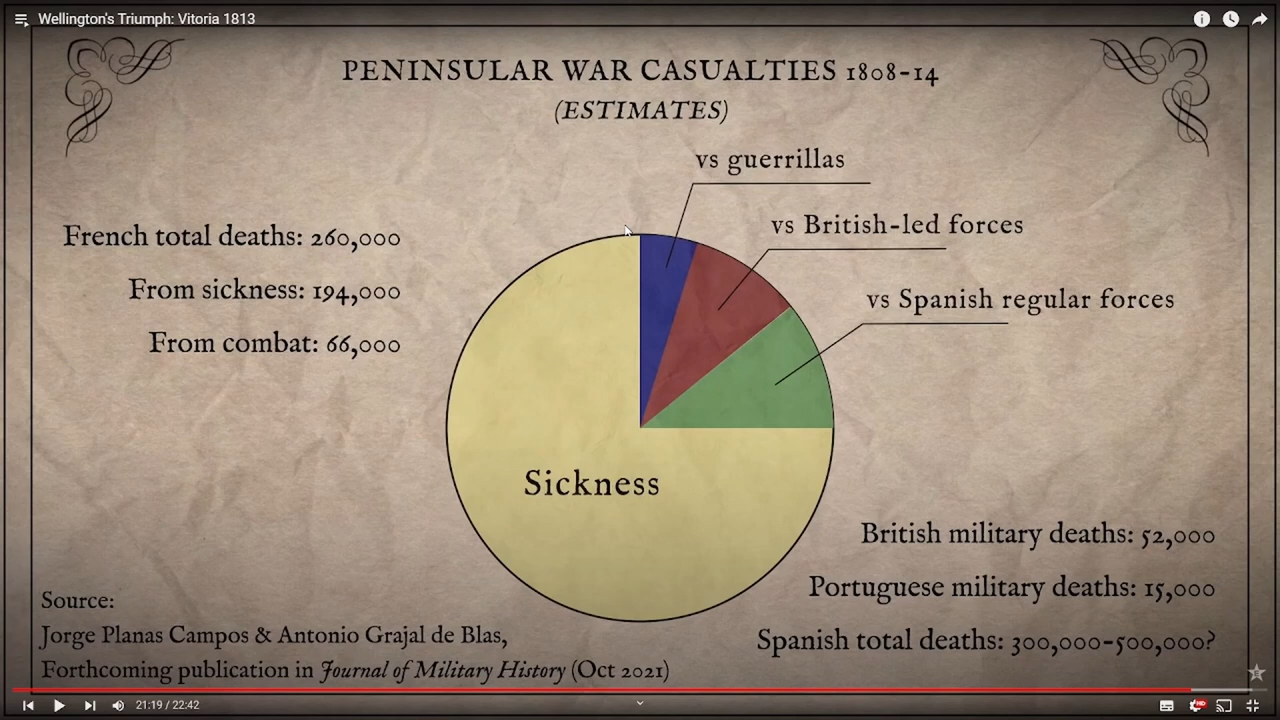 Wellington's Triumph: Vitoria 1813
PENINSULAR WAR CASUALTIES 1808-14
(ESTIMATES)
vs guerrillas
vs British-led forces
vs Spanish regular forces
French total deaths: 260,000
From sickness: 194,000
From combat: 66,000
Sickness
British military deaths: 52,000
Portuguese military deaths: 15,000
Spanish total deaths: 300,000-500,000?
Source:
Jorge Planas Campos & Antonio Grajal de Blas,
Forthcoming publication in Journal of Military History (Oct 2021)
21:19 / 22:42
HD